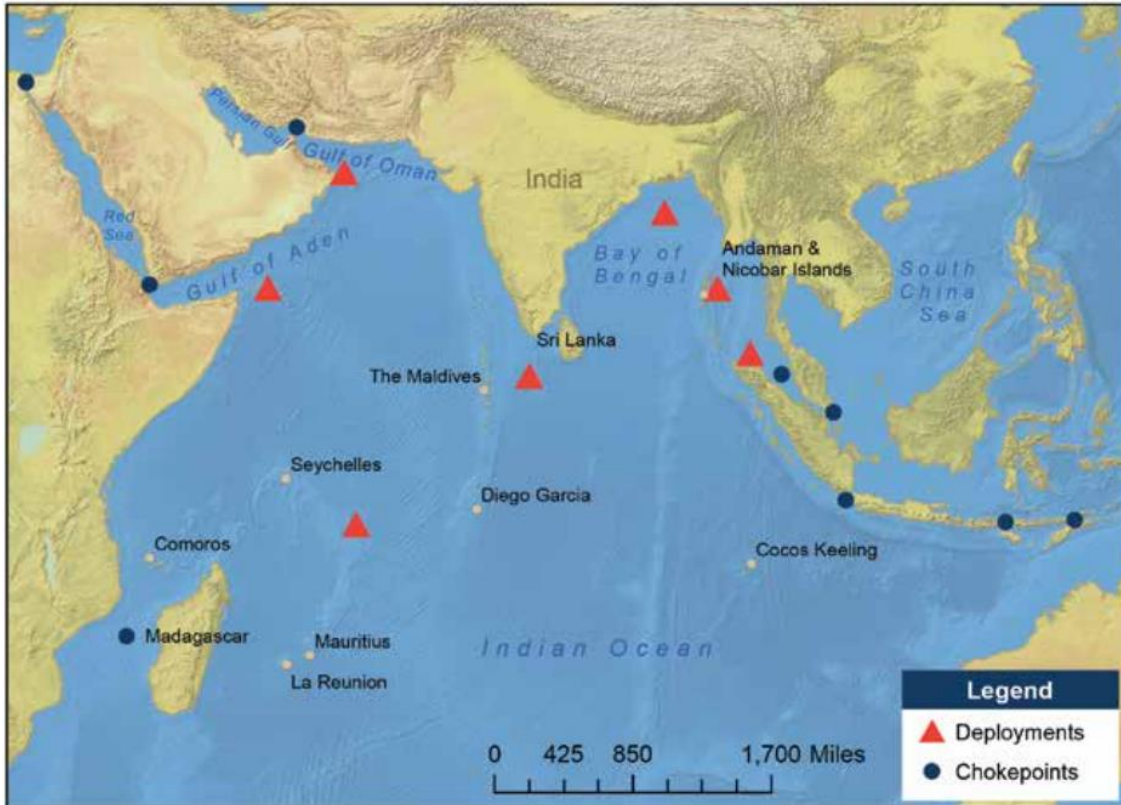 Persian Gulf
Gulf of Oman
India
Red
Sea
Gulf of Aden
Bay of
Bengal
Andaman &
Nicobar Islands
South
China
Sea
Sri Lanka
The Maldives
Seychelles
Diego Garcia
Comoros
Cocos Keeling
Madagascar
Mauritius
La Reunion
Indian Ocean
Legend
Deployments
Chokepoints
0 425 850 1,700 Miles